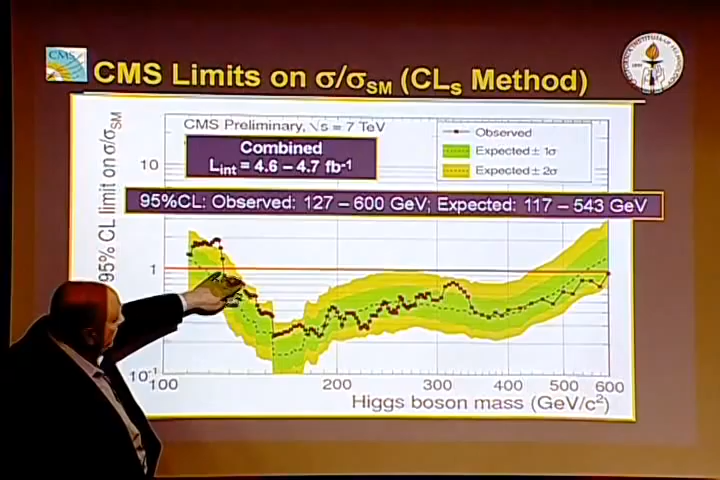 CMS
CMS Limits on σ/σSM (CLs Method)
CMS Preliminary, √s = 7 TeV
Combined
Lint = 4.6 – 4.7 fb-1
Observed
Expected ± 1σ
Expected ± 2σ
95%CL: Observed: 127 – 600 GeV; Expected: 117 – 543 GeV
95% CL limit on σ/σSM
10
1
10-1
100 200 300 400 500 600
Higgs boson mass (GeV/c2)